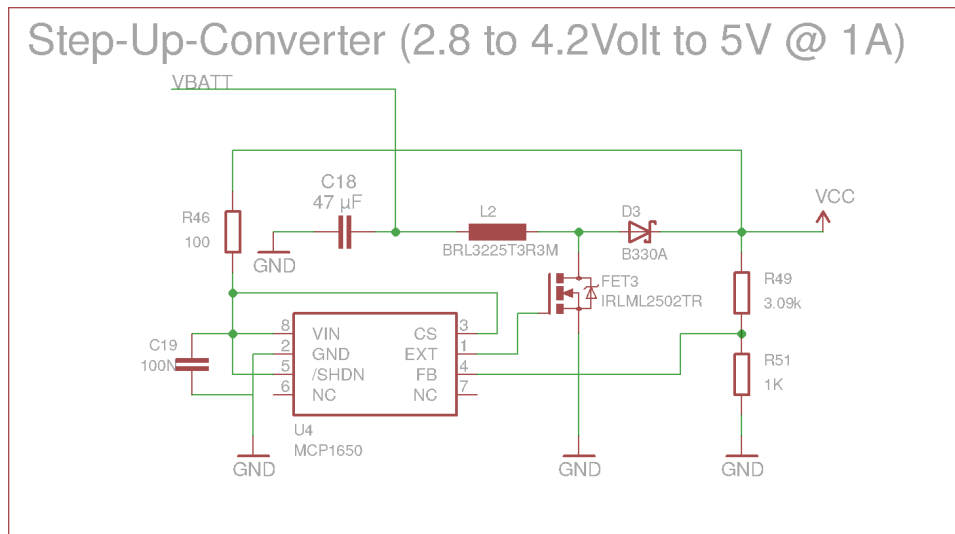 Step-Up-Converter (2.8 to 4.2Volt to 5V @ 1A)
VBATT
C18
47 µF
R46
100
GND
L2
BRL3225T3R3M
D3
B330A
VCC
FET3
IRLML2502TR
R49
3.09k
C19
100N
8 VIN CS 3
2 GND EXT 1
5 /SHDN FB 4
6 NC NC 7
R51
1K
U4
MCP1650
GND
GND
GND